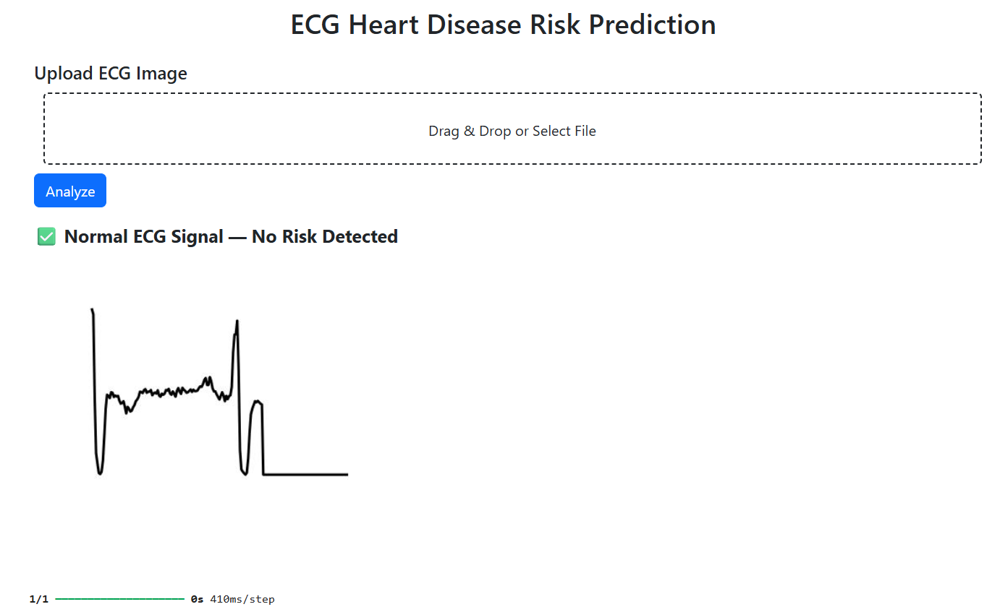 ECG Heart Disease Risk Prediction
Upload ECG Image
Drag & Drop or Select File
Analyze
✅ Normal ECG Signal — No Risk Detected
1/1 ━━━━━━━━━━━━━━━━━━━━ 0s 410ms/step